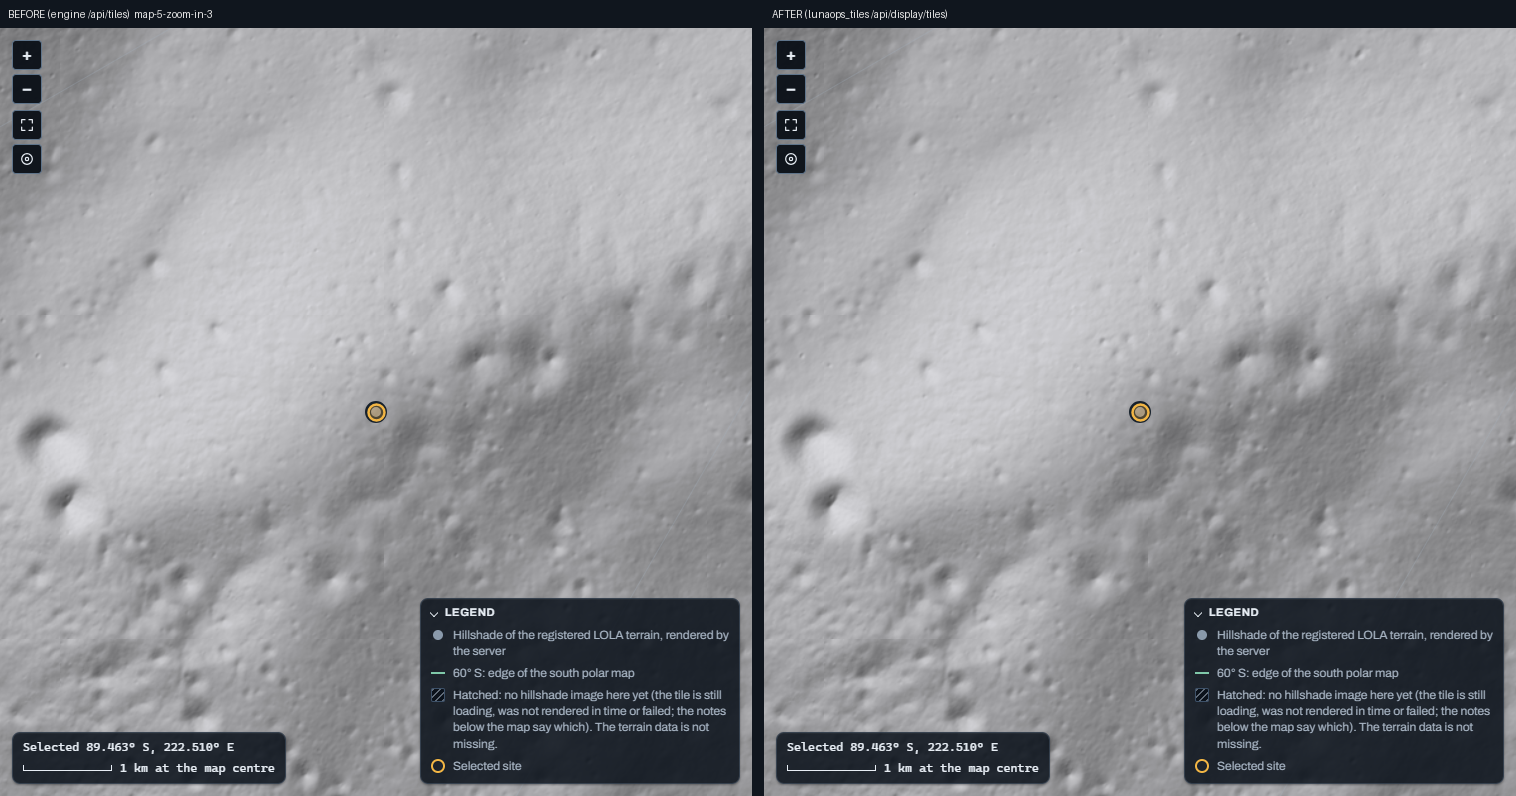 BEFORE (engine /api/tiles) map-5-zoom-in-3
+
−
LEGEND
Hillshade of the registered LOLA terrain, rendered by
the server
60° S: edge of the south polar map
Hatched: no hillshade image here yet (the tile is still
loading, was not rendered in time or failed; the notes
below the map say which). The terrain data is not
missing.
Selected site
Selected 89.463° S, 222.510° E
1 km at the map centre
AFTER (lunaops_tiles /api/display/tiles)
+
−
LEGEND
Hillshade of the registered LOLA terrain, rendered by
the server
60° S: edge of the south polar map
Hatched: no hillshade image here yet (the tile is still
loading, was not rendered in time or failed; the notes
below the map say which). The terrain data is not
missing.
Selected site
Selected 89.463° S, 222.510° E
1 km at the map centre